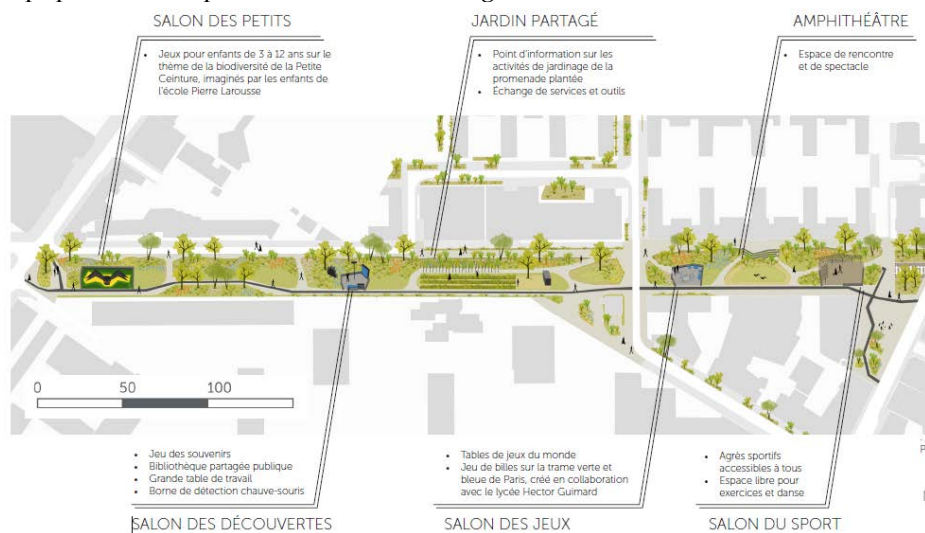 SALON DES PETITS
• Jeux pour enfants de 3 à 12 ans sur le
thème de la biodiversité de la Petite
Ceinture, imaginés par les enfants de
l'école Pierre Larousse
JARDIN PARTAGÉ
• Point d'information sur les
activités de jardinage de la
promenade plantée
• Échange de services et outils
AMPHITHÉÂTRE
• Espace de rencontre
et de spectacle
0 50 100
• Jeu des souvenirs
• Bibliothèque partagée publique
• Grande table de travail
• Borne de détection chauve-souris
SALON DES DÉCOUVERTES
• Tables de jeux du monde
• Jeu de billes sur la trame verte et
bleue de Paris, créé en collaboration
avec le lycée Hector Guimard
SALON DES JEUX
• Agrès sportifs
accessibles à tous
• Espace libre pour
exercices et danse
SALON DU SPORT